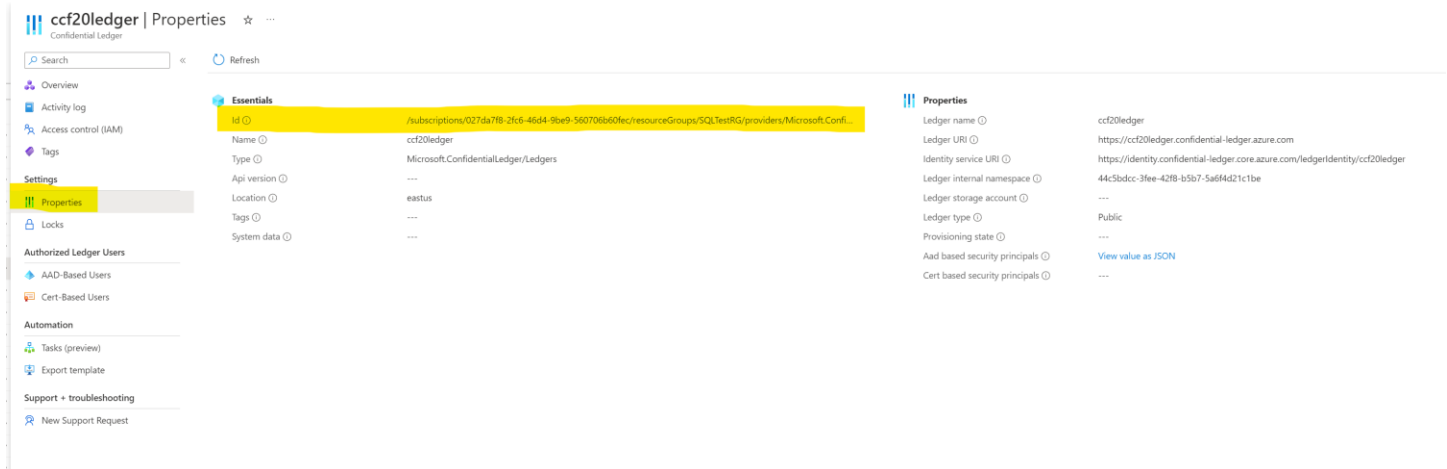 ccf20ledger | Properties
Confidential Ledger
Search
Overview
Activity log
Access control (IAM)
Tags
Settings
Properties
Locks
Authorized Ledger Users
AAD-Based Users
Cert-Based Users
Automation
Tasks (preview)
Export template
Support + troubleshooting
New Support Request
Refresh
Essentials
Id /subscriptions/027da7f8-2fc6-46d4-9be9-560706b60fec/resourceGroups/SQLTestRG/providers/Microsoft.Confi...
Name ccf20ledger
Type Microsoft.ConfidentialLedger/Ledgers
Api version ---
Location eastus
Tags ---
System data ---
Properties
Ledger name ccf20ledger
Ledger URI https://ccf20ledger.confidential-ledger.azure.com
Identity service URI https://identity.confidential-ledger.core.azure.com/ledgerIdentity/ccf20ledger
Ledger internal namespace 44c5bdcc-3fee-42f8-b5b7-5a6f4d21c1be
Ledger storage account ---
Ledger type Public
Provisioning state ---
Aad based security principals View value as JSON
Cert based security principals ---